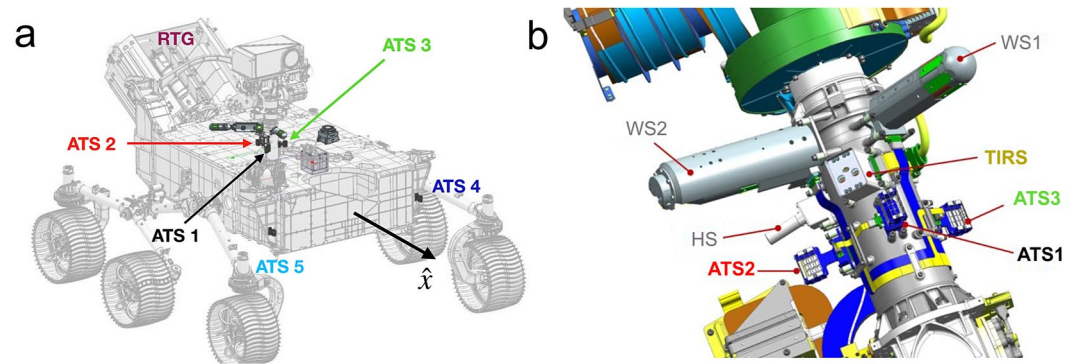 a
RTG
ATS 3
ATS 2
ATS 4
ATS 1
ATS 5
x̂
b
WS1
WS2
TIRS
ATS3
HS
ATS1
ATS2